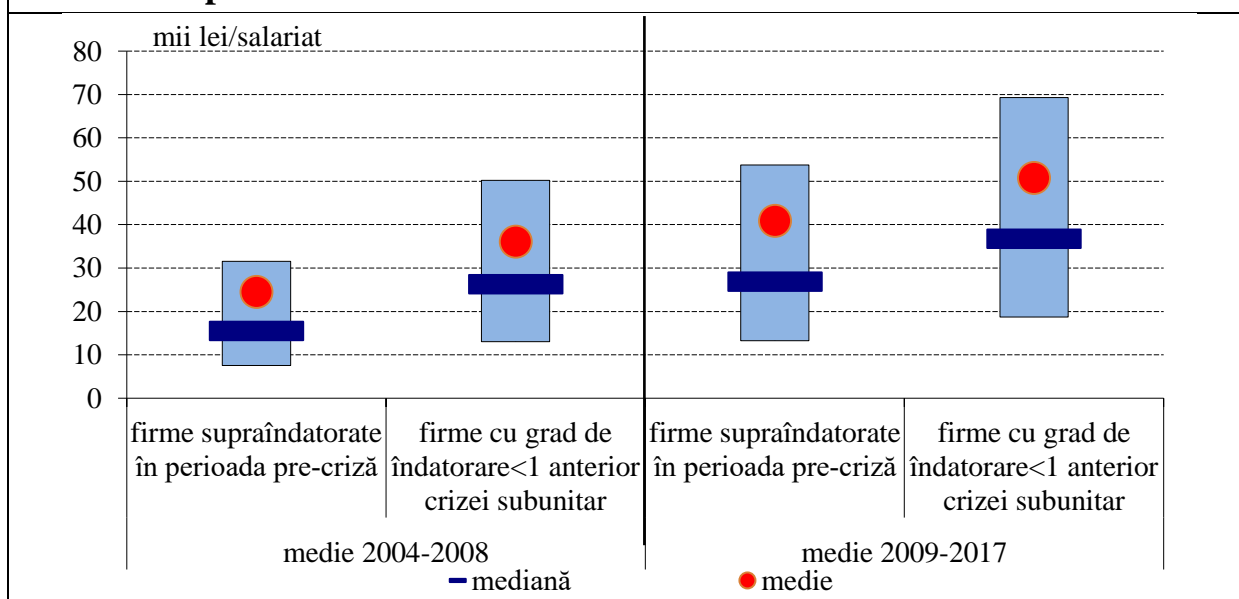 mii lei/salariat
80
70
60
50
40
30
20
10
0
firme supraîndatorate
în perioada pre-criză
firme cu grad de
îndatorare<1 anterior
crizei subunitar
firme supraîndatorate
în perioada pre-criză
firme cu grad de
îndatorare<1 anterior
crizei subunitar
medie 2004-2008
medie 2009-2017
mediană
medie